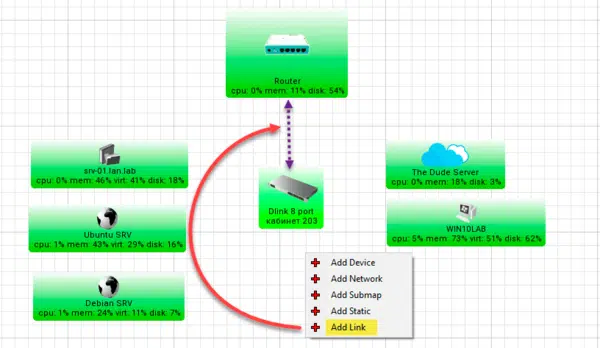 Router
cpu: 0% mem: 11% disk: 54%
srv-01.lan.lab
cpu: 0% mem: 46% virt: 41% disk: 18%
The Dude Server
cpu: 0% mem: 18% disk: 3%
Dlink 8 port
кабинет 203
Ubuntu SRV
cpu: 1% mem: 43% virt: 29% disk: 16%
WIN10LAB
cpu: 5% mem: 73% virt: 51% disk: 62%
Debian SRV
cpu: 1% mem: 24% virt: 11% disk: 7%
Add Device
Add Network
Add Submap
Add Static
Add Link